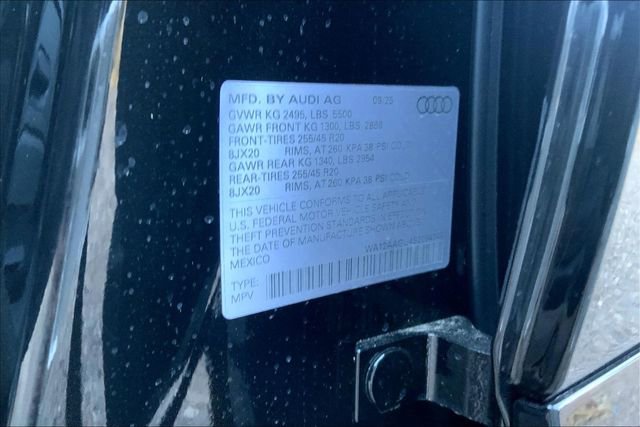 MFD. BY AUDI AG 09/25
GVWR KG 2495, LBS 5500
GAWR FRONT KG 1300, LBS 2866
FRONT-TIRES 255/45 R20
8JX20 RIMS, AT 260 KPA 38 PSI COLD
GAWR REAR KG 1340, LBS 2954
REAR-TIRES 255/45 R20
8JX20 RIMS, AT 260 KPA 38 PSI COLD
THIS VEHICLE CONFORMS TO ALL APPLICABLE
U.S. FEDERAL MOTOR VEHICLE SAFETY AND
THEFT PREVENTION STANDARDS IN EFFECT ON
THE DATE OF MANUFACTURE SHOWN ABOVE.
MEXICO
TYPE:
MPV